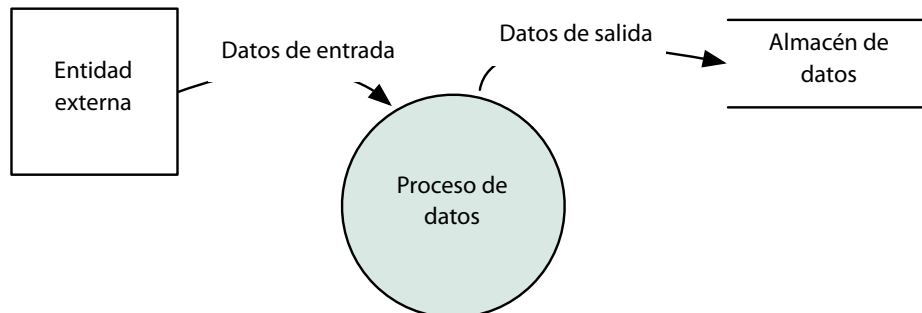 Entidad
externa
Datos de entrada
Proceso de
datos
Datos de salida
Almacén de
datos